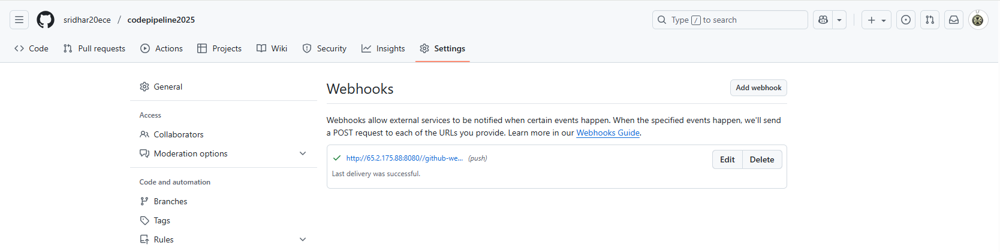 sridhar20ece / codepipeline2025
Type / to search
Code Pull requests Actions Projects Wiki Security Insights Settings
General
Access
Collaborators
Moderation options
Code and automation
Branches
Tags
Rules
Webhooks
Add webhook
Webhooks allow external services to be notified when certain events happen. When the specified events happen, we'll send
a POST request to each of the URLs you provide. Learn more in our Webhooks Guide.
http://65.2.175.88:8080//github-we... (push)
Edit Delete
Last delivery was successful.